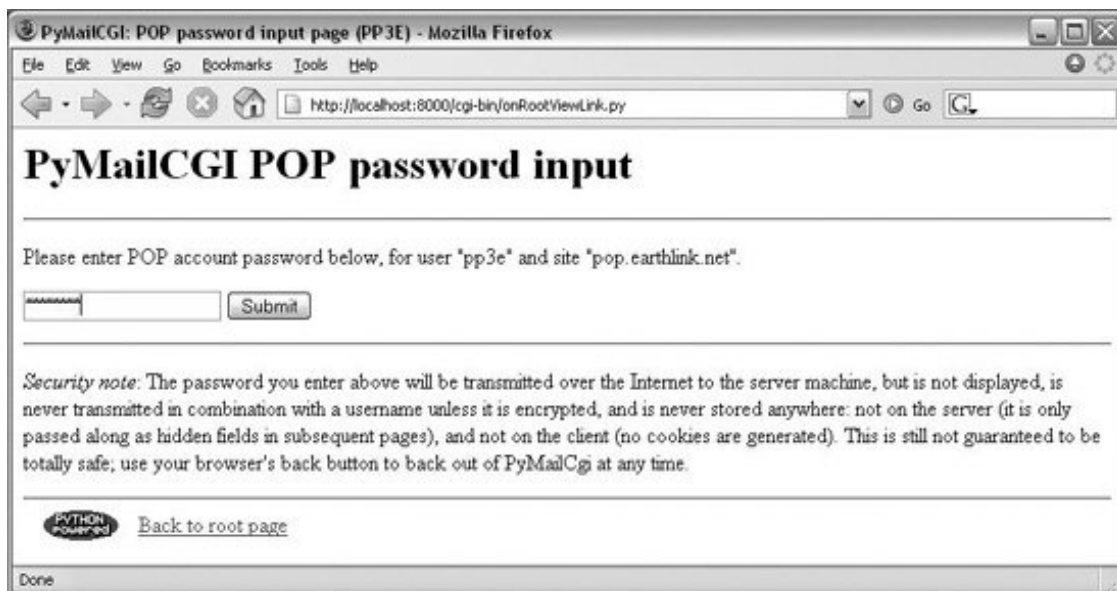 PyMailCGI: POP password input page (PP3E) - Mozilla Firefox
File Edit View Go Bookmarks Tools Help
http://localhost:8000/cgi-bin/onRootViewLink.py Go G
PyMailCGI POP password input
Please enter POP account password below, for user "pp3e" and site "pop.earthlink.net".
Submit
Security note: The password you enter above will be transmitted over the Internet to the server machine, but is not displayed, is
never transmitted in combination with a username unless it is encrypted, and is never stored anywhere: not on the server (it is only
passed along as hidden fields in subsequent pages), and not on the client (no cookies are generated). This is still not guaranteed to be
totally safe; use your browser's back button to back out of PyMailCgi at any time.
PYTHON
Powered
Back to root page
Done